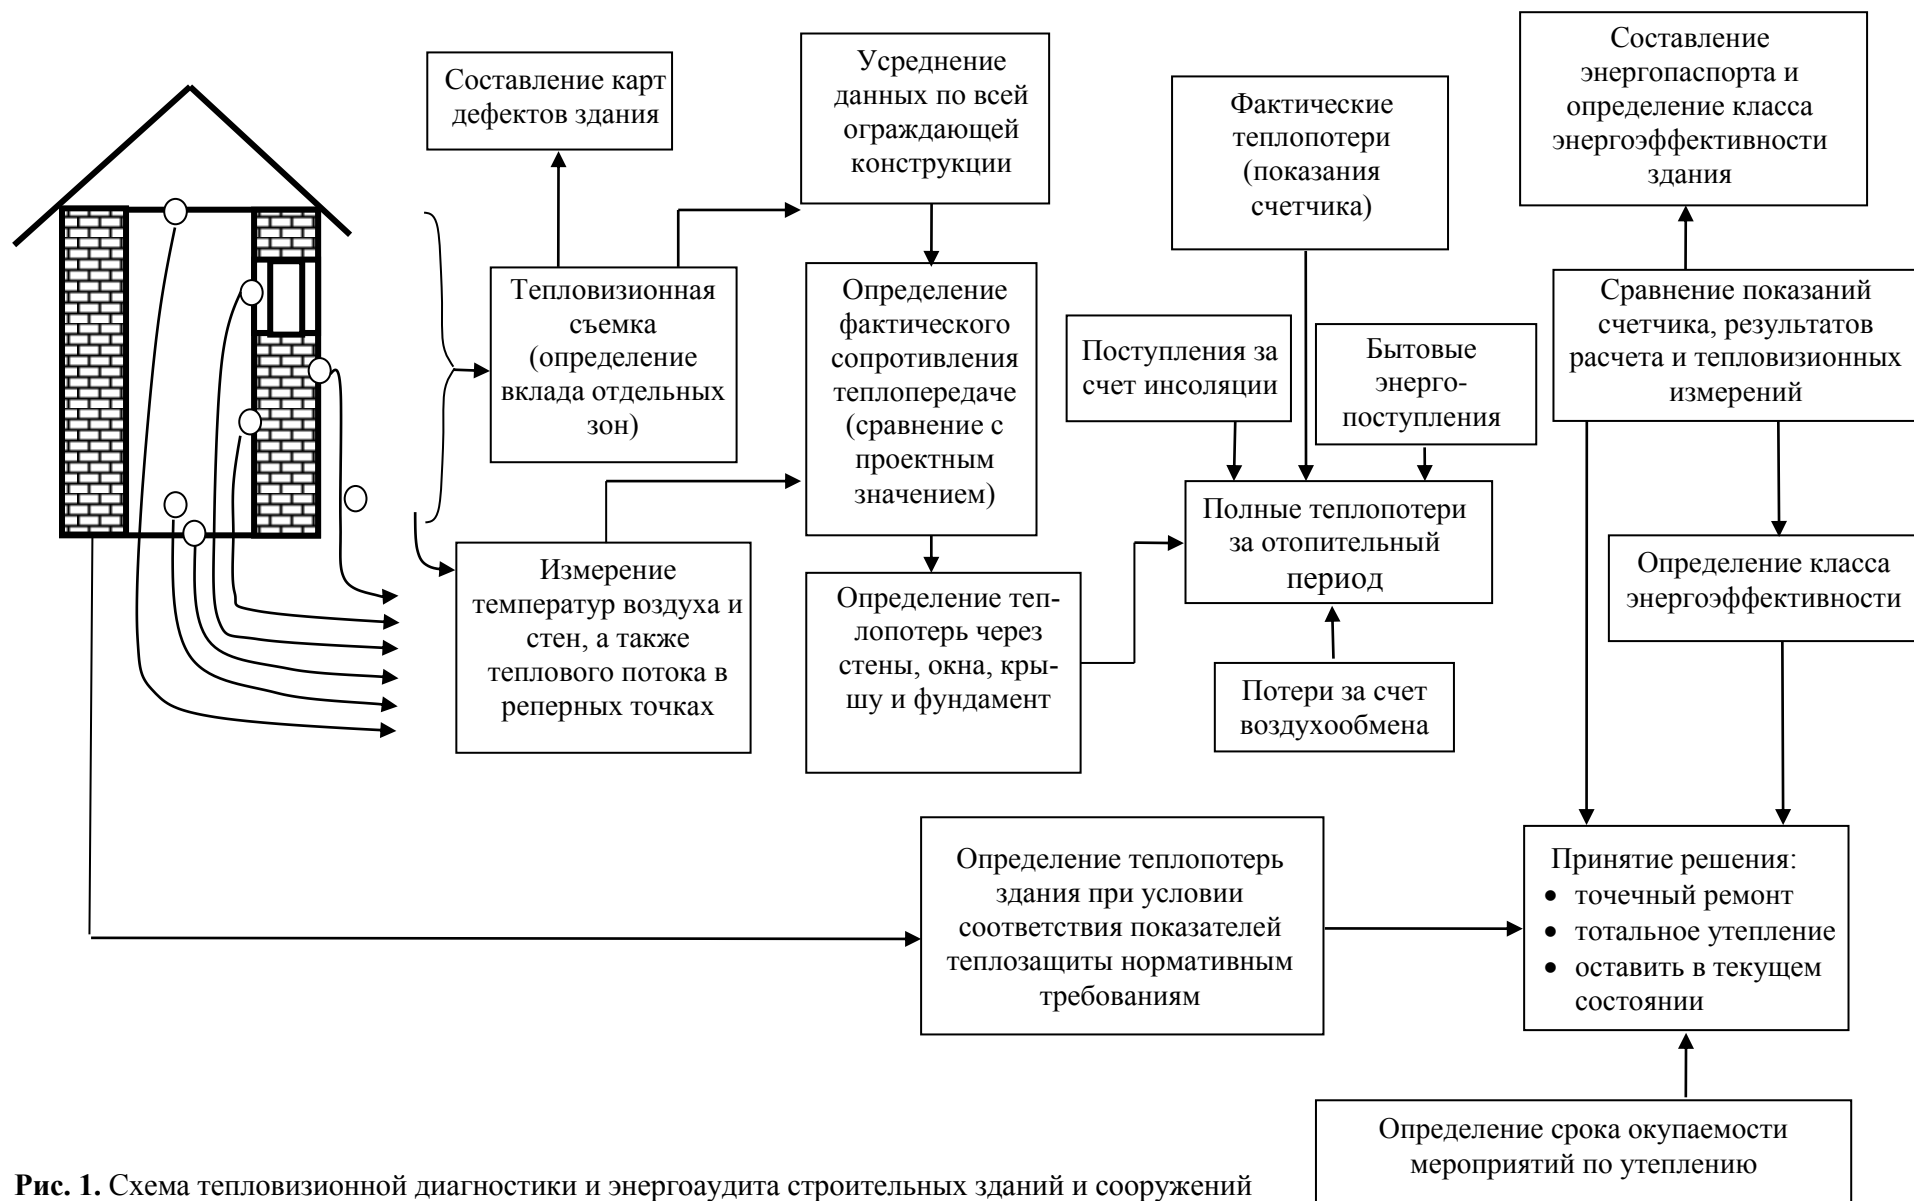 Составление карт
дефектов здания
Усреднение
данных по всей
ограждающей
конструкции
Фактические
теплопотери
(показания
счетчика)
Составление
энергопаспорта и
определение класса
энергоэффективности
здания
Тепловизионная
съемка
(определение
вклада отдельных
зон)
Определение
фактического
сопротивления
теплопередаче
(сравнение с
проектным
значением)
Поступления за
счет инсоляции
Бытовые
энерго-
поступления
Сравнение показаний
счетчика, результатов
расчета и тепловизионных
измерений
Измерение
температур воздуха и
стен, а также
теплового потока в
реперных точках
Определение теп-
лопотерь через
стены, окна, кры-
шу и фундамент
Полные теплопотери
за отопительный
период
Определение класса
энергоэффективности
Потери за счет
воздухообмена
Определение теплопотерь
здания при условии
соответствия показателей
теплозащиты нормативным
требованиям
Принятие решения:
• точечный ремонт
• тотальное утепление
• оставить в текущем
состоянии
Определение срока окупаемости
мероприятий по утеплению
Рис. 1. Схема тепловизионной диагностики и энергоаудита строительных зданий и сооружений